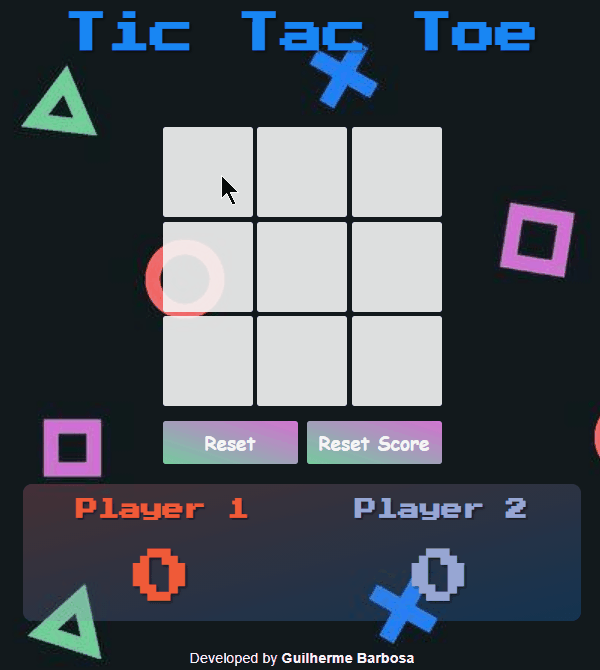 Tic Tac Toe
Reset Reset Score
Player 1 Player 2
0 0
Developed by Guilherme Barbosa